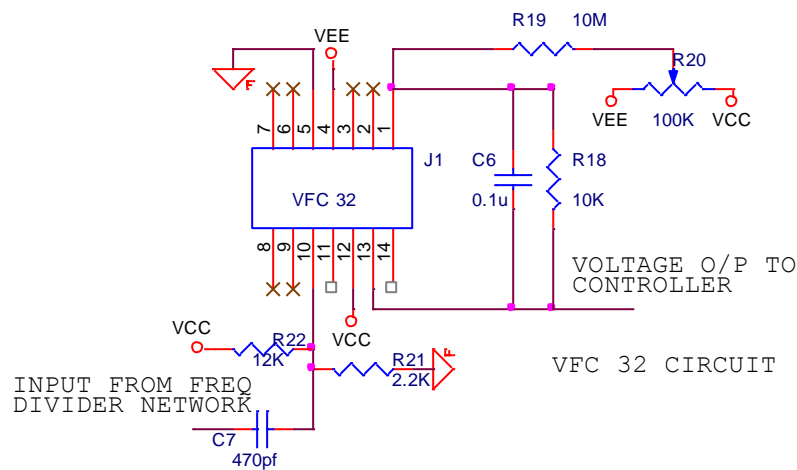 R19 10M
VEE
R20
F
VEE
VCC
100K
7
6
5
4
3
2
1
J1
C6
R18
VFC 32
0.1u
10K
8
9
10
11
12
13
14
VOLTAGE O/P TO
CONTROLLER
VCC
VCC
R22
12K
R21
2.2K
F
VFC 32 CIRCUIT
INPUT FROM FREQ
DIVIDER NETWORK
C7
470pf